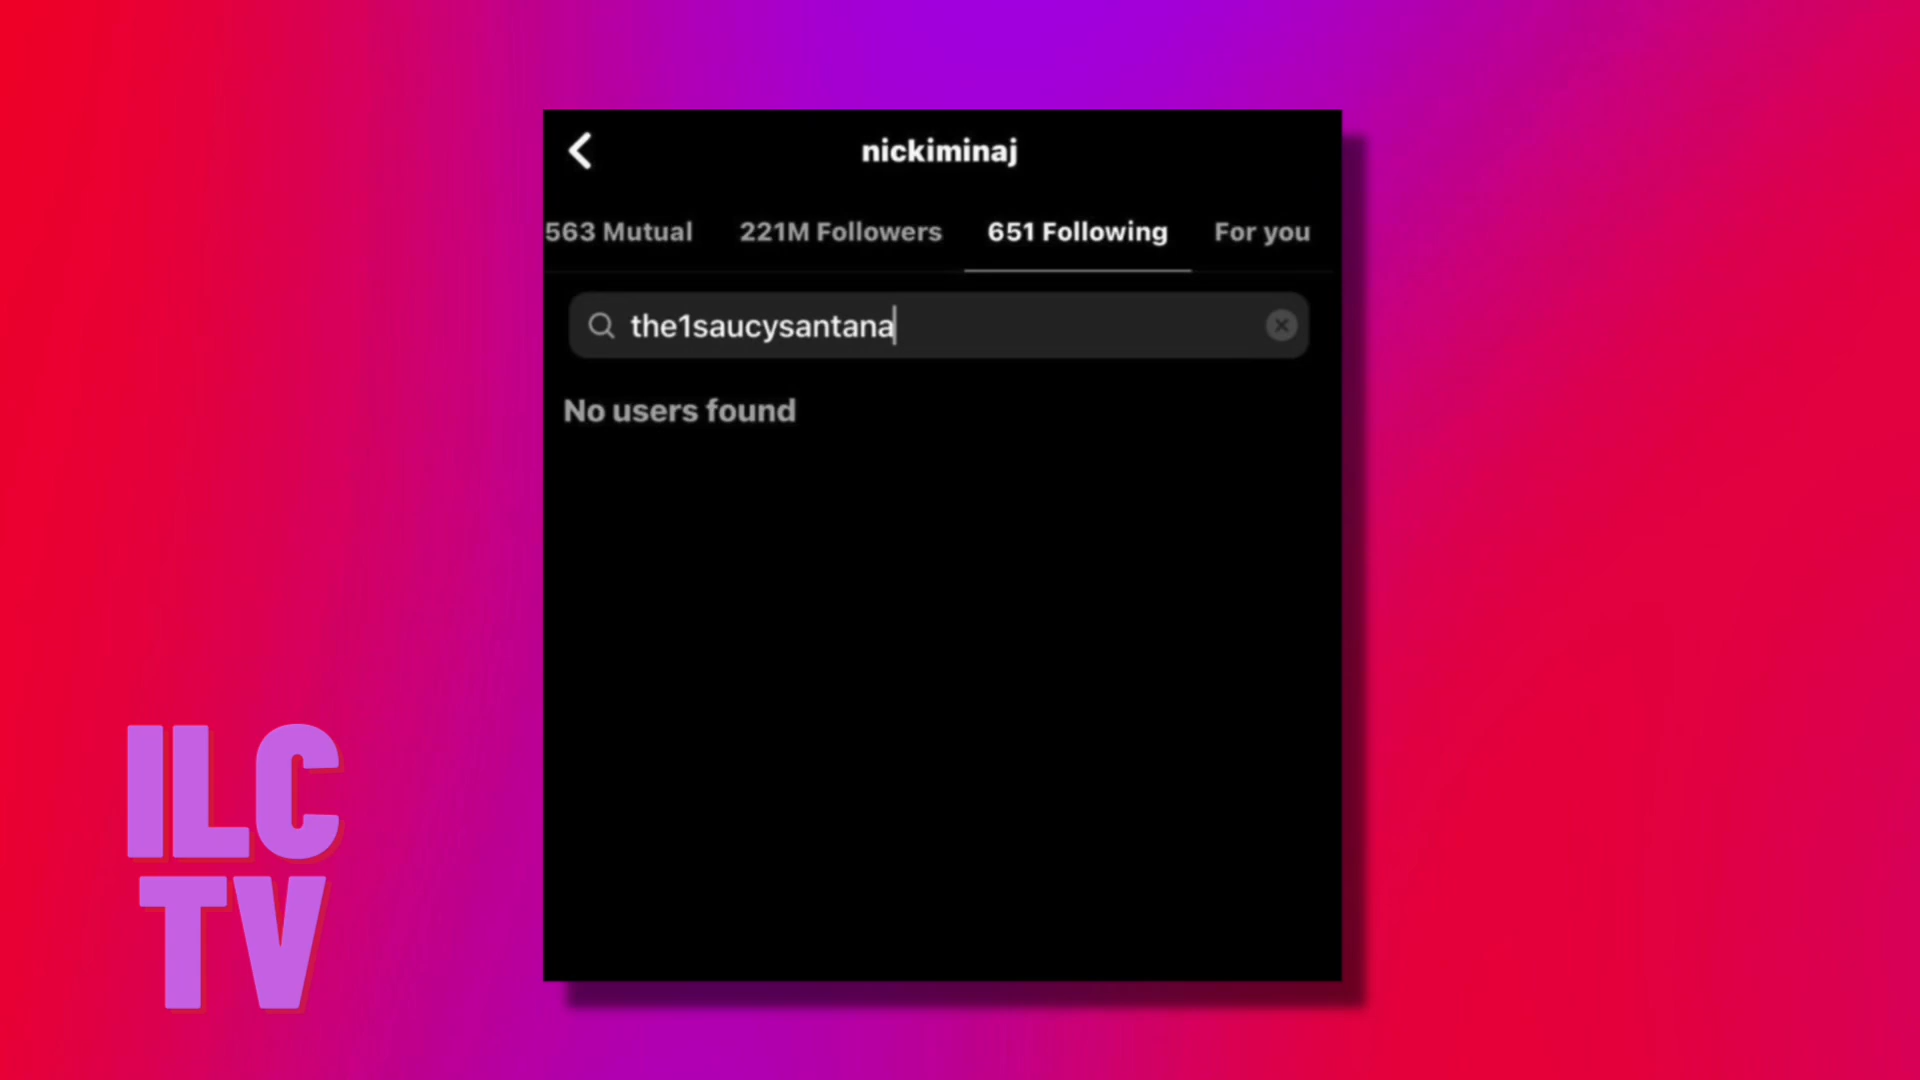 nickiminaj
563 Mutual 221M Followers 651 Following For you
the1saucysantana
No users found
ILC
TV